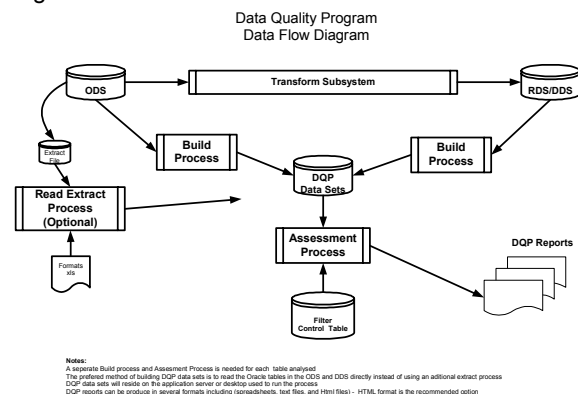 Data Quality Program
Data Flow Diagram
ODS
Transform Subsystem
RDS/DDS
Extract
File
Build
Process
Build
Process
DQP
Data Sets
Read Extract
Process
(Optional)
Assessment
Process
DQP Reports
Formats
xls
Filter
Control Table
Notes:
A seperate Build process and Assesment Process is needed for each table analysed
The prefered method of building DQP data sets is to read the Oracle tables in the ODS and DDS directly instead of using an aditional extract process
DQP data sets will reside on the application server or desktop used to run the process
DQP reports can be produce in several formats including (spreadsheets, text files, and Html files) - HTML format is the recommended option